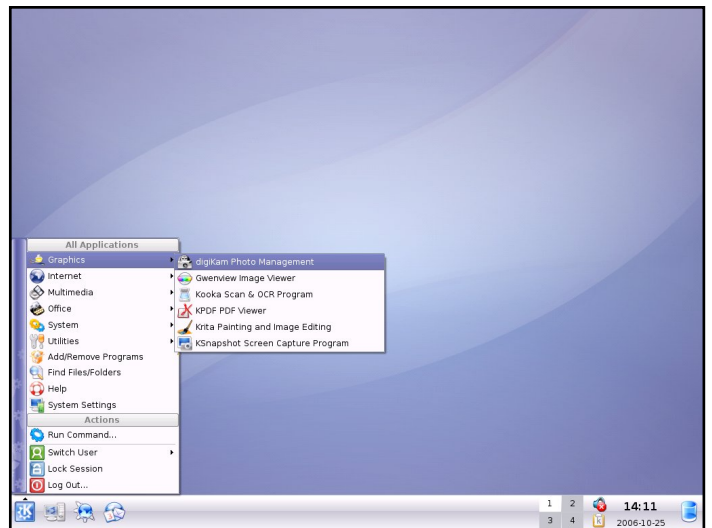 All Applications
Graphics
Internet
Multimedia
Office
System
Utilities
Add/Remove Programs
Find Files/Folders
Help
System Settings
Actions
Run Command...
Switch User
Lock Session
Log Out...
digiKam Photo Management
Gwenview Image Viewer
Kooka Scan & OCR Program
KPDF PDF Viewer
Krita Painting and Image Editing
KSnapshot Screen Capture Program
1 2
3 4
14:11
2006-10-25